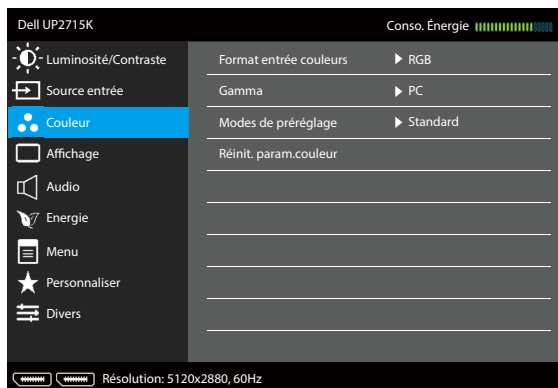 Dell UP2715K
Conso. Énergie
Luminosité/Contraste
Format entrée couleurs
RGB
Source entrée
Gamma
PC
Couleur
Modes de préréglage
Standard
Affichage
Réinit. param.couleur
Audio
Energie
Menu
Personnaliser
Divers
Résolution: 5120x2880, 60Hz